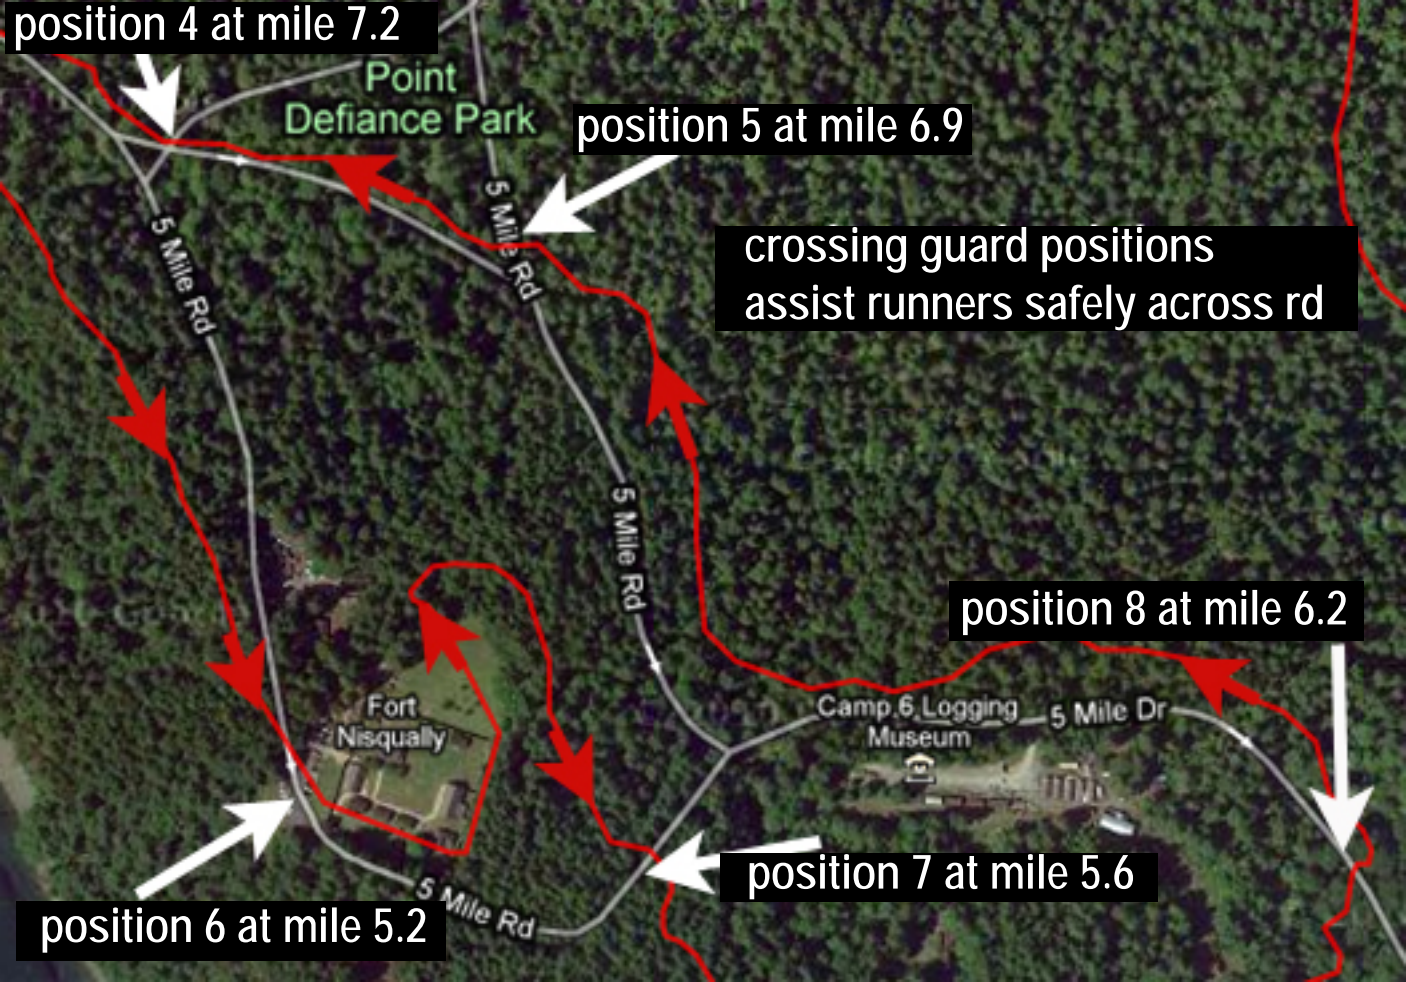 position 4 at mile 7.2
Point
Defiance Park
position 5 at mile 6.9
5 Mile Rd
5 Mile Rd
crossing guard positions
assist runners safely across rd
5 Mile Rd
position 8 at mile 6.2
Fort
Nisqually
Camp 6 Logging
Museum
5 Mile Dr
position 7 at mile 5.6
5 Mile Rd
position 6 at mile 5.2